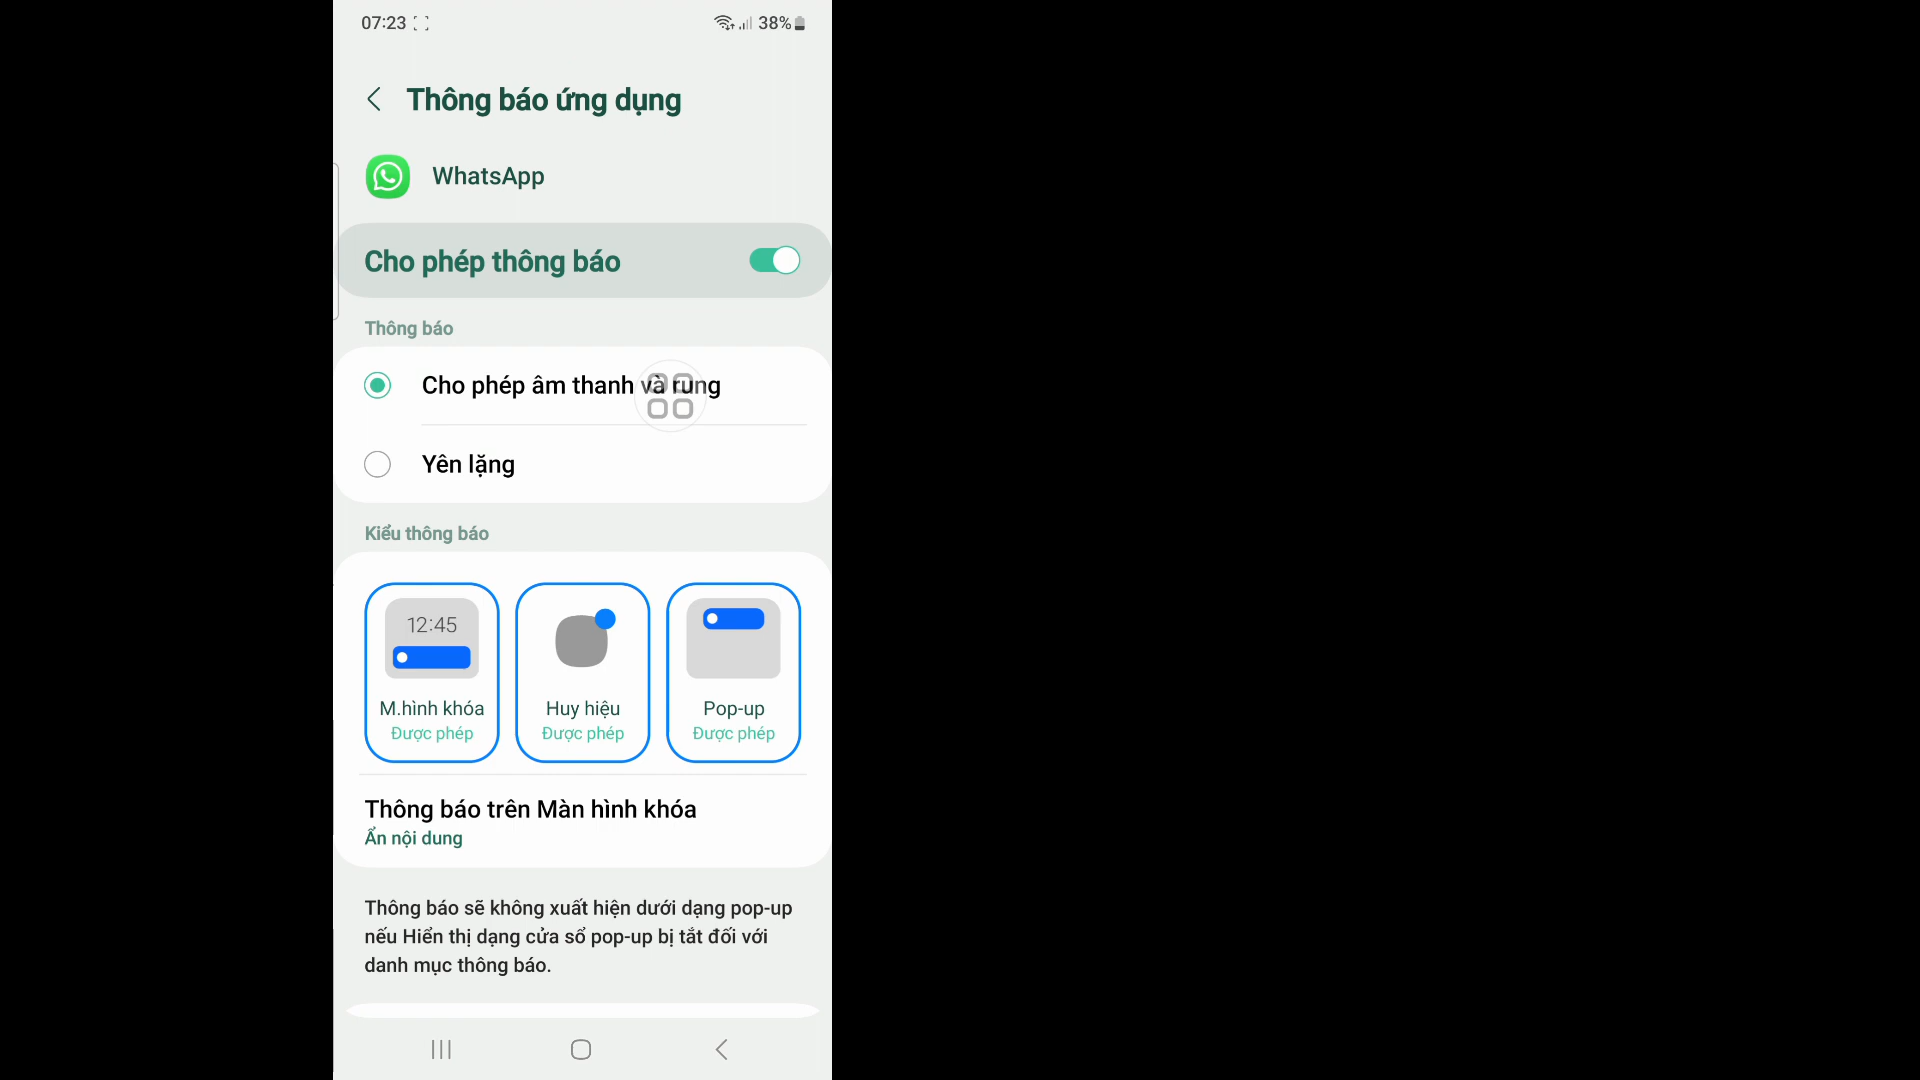 07:23 38%
Thông báo ứng dụng
WhatsApp
Cho phép thông báo
Thông báo
Cho phép âm thanh và rung
Yên lặng
Kiểu thông báo
12:45
M.hình khóa Huy hiệu Pop-up
Được phép Được phép Được phép
Thông báo trên Màn hình khóa
Ẩn nội dung
Thông báo sẽ không xuất hiện dưới dạng pop-up
nếu Hiển thị dạng cửa sổ pop-up bị tắt đối với
danh mục thông báo.